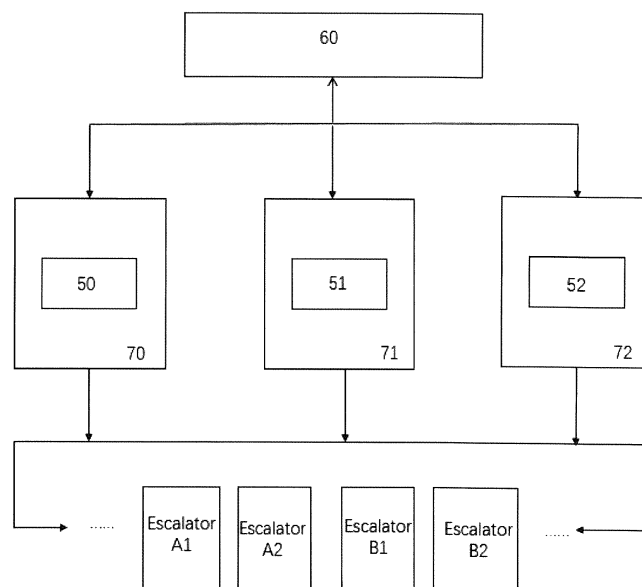 60
50
51
52
70
71
72
......
Escalator
A1
Escalator
A2
Escalator
B1
Escalator
B2
......